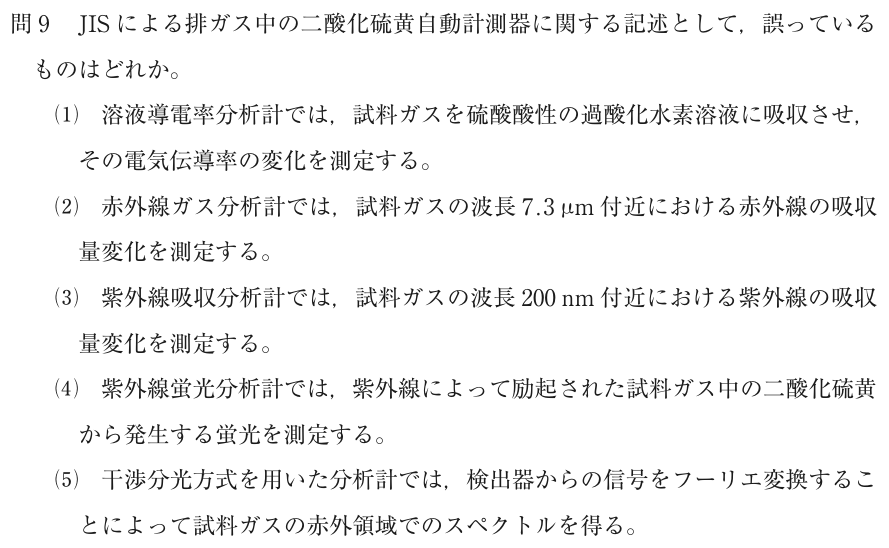 問9 JISによる排ガス中の二酸化硫黄自動計測器に関する記述として，誤っている
ものはどれか。
(1) 溶液導電率分析計では，試料ガスを硫酸酸性の過酸化水素溶液に吸収させ，
その電気伝導率の変化を測定する。
(2) 赤外線ガス分析計では，試料ガスの波長7.3 μm付近における赤外線の吸収
量変化を測定する。
(3) 紫外線吸収分析計では，試料ガスの波長200 nm付近における紫外線の吸収
量変化を測定する。
(4) 紫外線蛍光分析計では，紫外線によって励起された試料ガス中の二酸化硫黄
から発生する蛍光を測定する。
(5) 干渉分光方式を用いた分析計では，検出器からの信号をフーリエ変換するこ
とによって試料ガスの赤外領域でのスペクトルを得る。